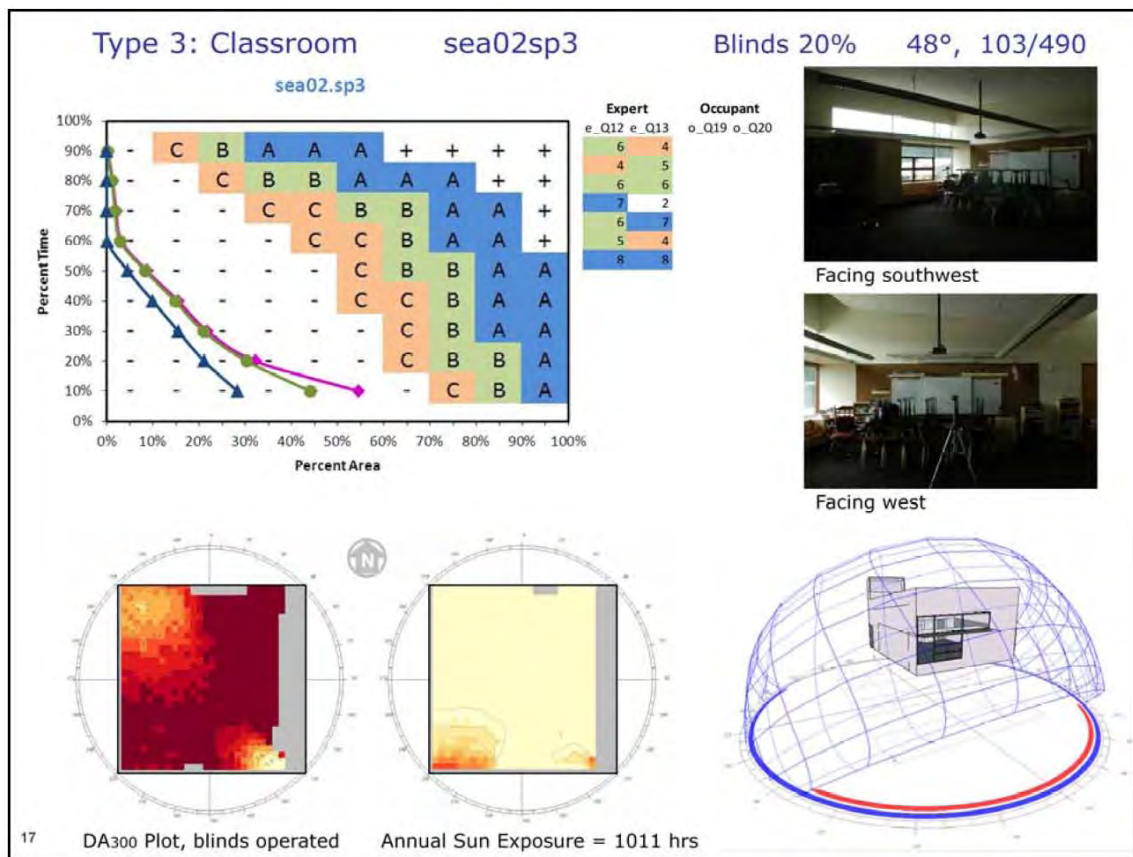 Type 3: Classroom sea02sp3 Blinds 20% 48°, 103/490
sea02.sp3
Percent Time
100%
90% - C B A A A + + + +
80% - - C B B A A A + +
70% - - - C C B B A A +
60% - - - - C C B A A +
50% - - - - C B B A A
40% - - - - C C B A A
30% - - - - - - C B A A
20% - - - - - C B B A
10% - - - - - C B A
0%
0% 10% 20% 30% 40% 50% 60% 70% 80% 90% 100%
Percent Area
Expert Occupant
e_Q12 e_Q13 o_Q19 o_Q20
6 4
4 5
6 6
7 2
6 7
5 4
8 8
Facing southwest
Facing west
N
17 DA300 Plot, blinds operated Annual Sun Exposure = 1011 hrs